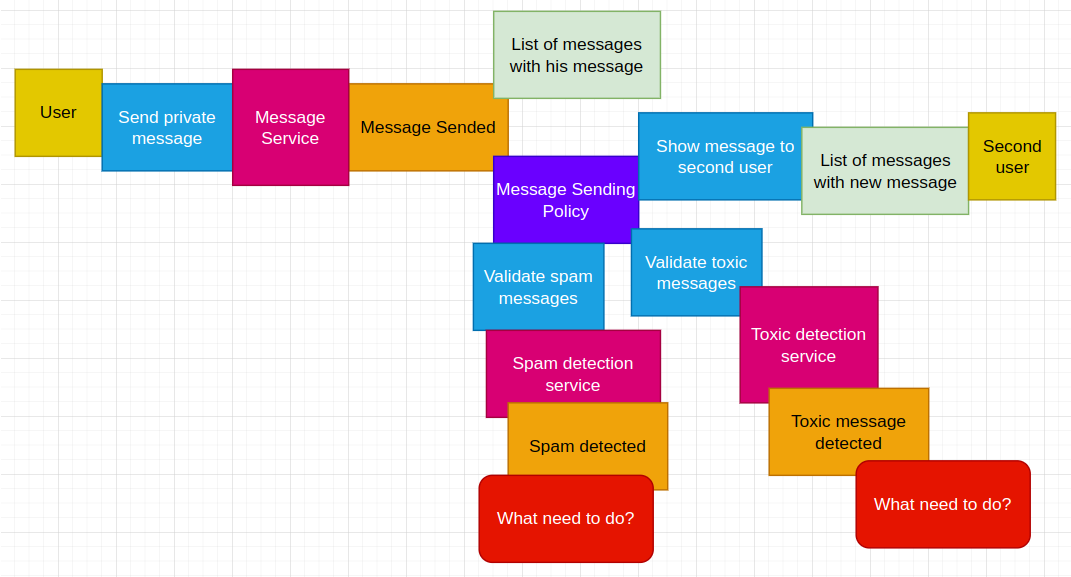 User
Send private
message
Message
Service
Message Sended
List of messages
with his message
Message Sending
Policy
Show message to
second user
List of messages
with new message
Second
user
Validate spam
messages
Validate toxic
messages
Spam detection
service
Toxic detection
service
Spam detected
Toxic message
detected
What need to do?
What need to do?